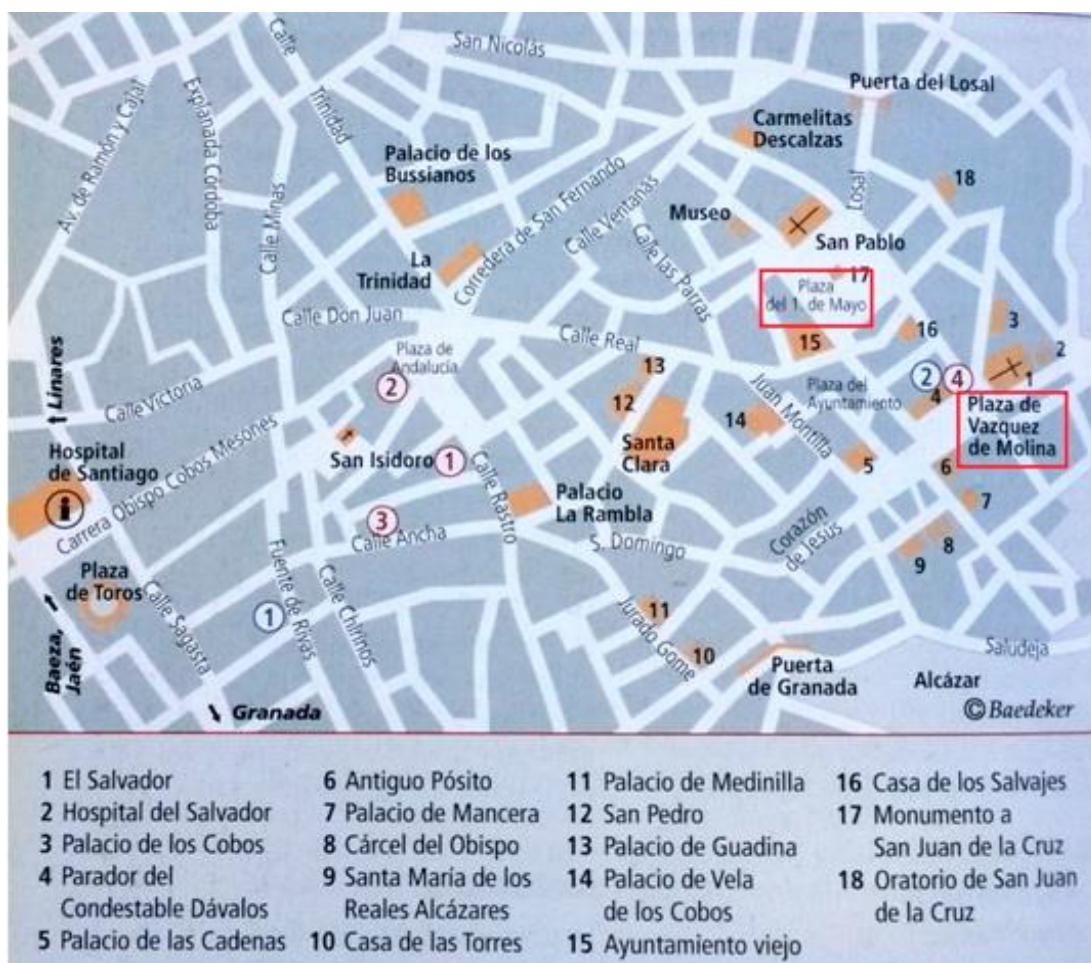 San Nicolás
Calle
Trinidad
Av. de Ramón y Cajal
Explanada Córdoba
Calle Minas
Puerta del Losal
Carmelitas
Descalzas
Palacio de los
Bussianos
Corredera de San Fernando
Calle Ventanas
Museo
Losal
18
San Pablo
La
Trinidad
Calle las Parras
17
Plaza
del 1. de Mayo
Calle Don Juan
Calle Real
15
16
3
2
1
Plaza de
Andalucía
2
13
12
Juan Montilla
Plaza del
Ayuntamiento
2
4
4
Linares
Calle Victoria
Plaza de
Vazquez
de Molina
Hospital
de Santiago
i
Carrera Obispo Cobos Mesones
San Isidoro
1
Calle Rastro
Santa
Clara
14
5
6
7
Palacio
La Rambla
3
Calle Ancha
S. Domingo
Corazón
de Jesús
8
9
Plaza
de Toros
Calle Sagasta
1
Fuente de Riyas
Calle Chirinos
11
Jurado Gome
10
Puerta
de Granada
Saludeja
Alcázar
Baeza,
Jaén
Granada
© Baedeker
1 El Salvador
2 Hospital del Salvador
3 Palacio de los Cobos
4 Parador del
Condestable Dávalos
5 Palacio de las Cadenas
6 Antiguo Pósito
7 Palacio de Mancera
8 Cárcel del Obispo
9 Santa María de los
Reales Alcázares
10 Casa de las Torres
11 Palacio de Medinilla
12 San Pedro
13 Palacio de Guadina
14 Palacio de Vela
de los Cobos
15 Ayuntamiento viejo
16 Casa de los Salvajes
17 Monumento a
San Juan de la Cruz
18 Oratorio de San Juan
de la Cruz